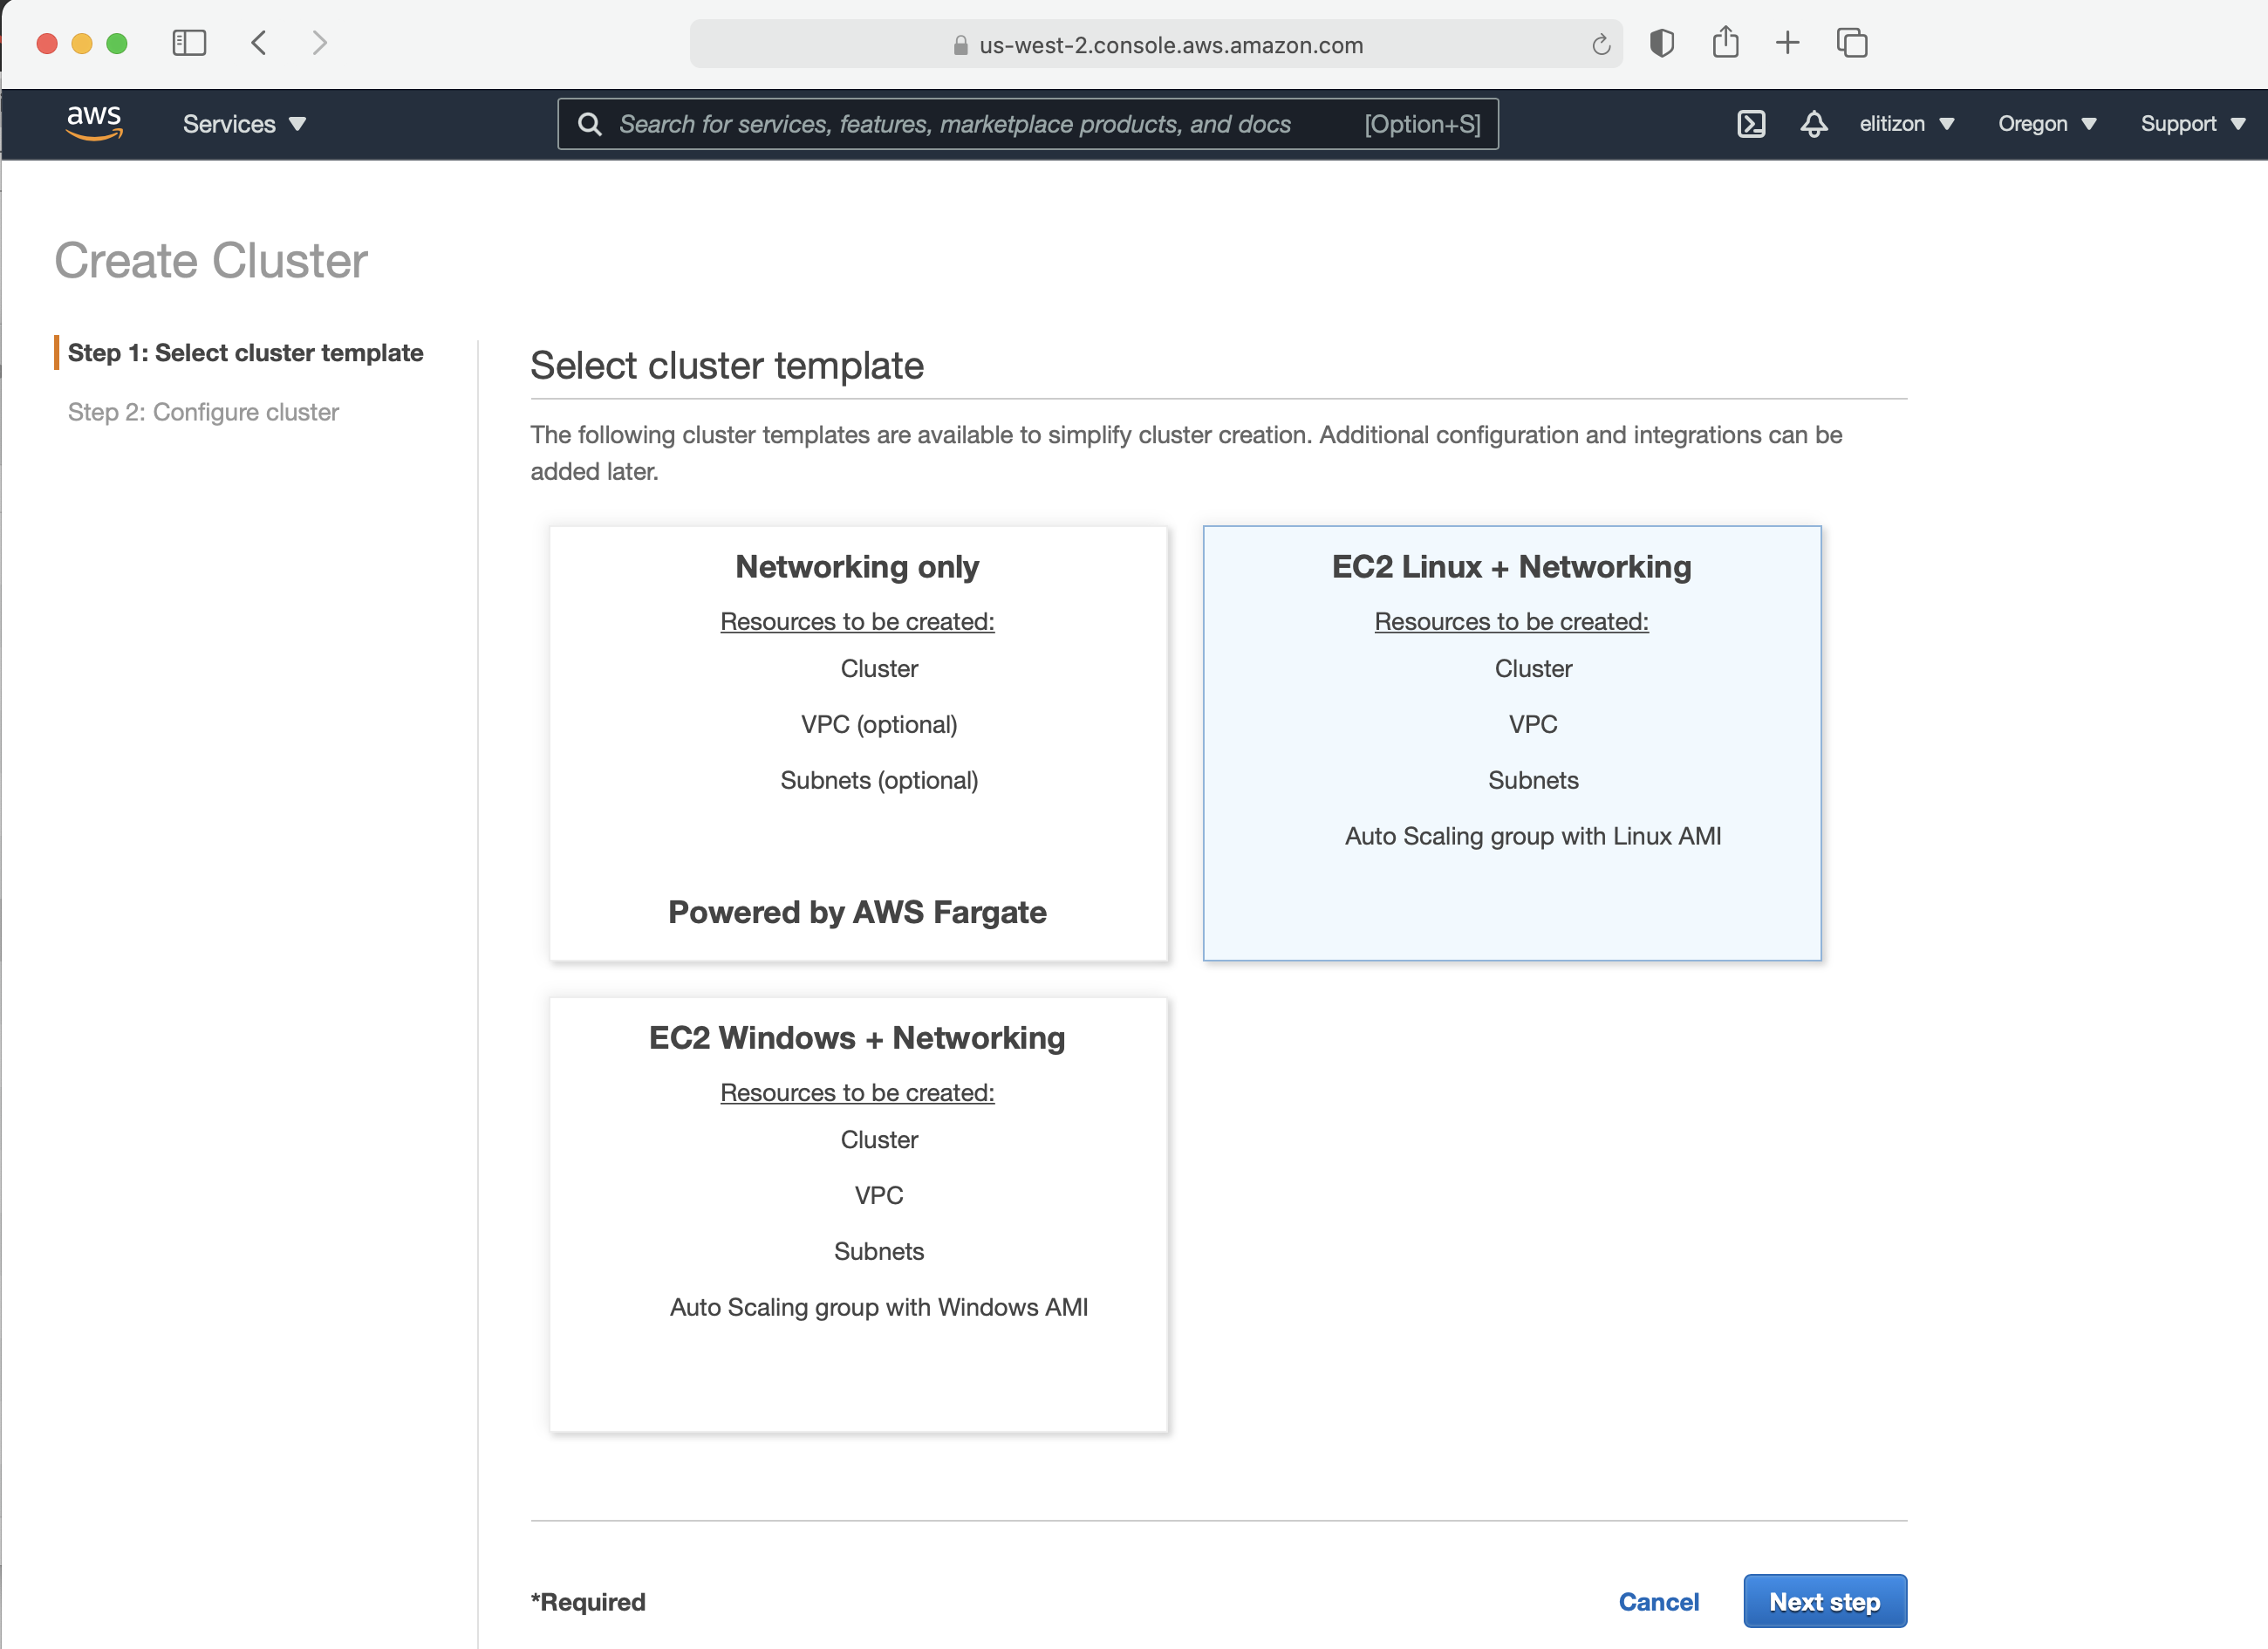 us-west-2.console.aws.amazon.com
aws
Services
Search for services, features, marketplace products, and docs
[Option+S]
elitizon
Oregon
Support
Create Cluster
Step 1: Select cluster template
Step 2: Configure cluster
Select cluster template
The following cluster templates are available to simplify cluster creation. Additional configuration and integrations can be
added later.
Networking only
Resources to be created:
Cluster
VPC (optional)
Subnets (optional)
Powered by AWS Fargate
EC2 Linux + Networking
Resources to be created:
Cluster
VPC
Subnets
Auto Scaling group with Linux AMI
EC2 Windows + Networking
Resources to be created:
Cluster
VPC
Subnets
Auto Scaling group with Windows AMI
*Required
Cancel
Next step